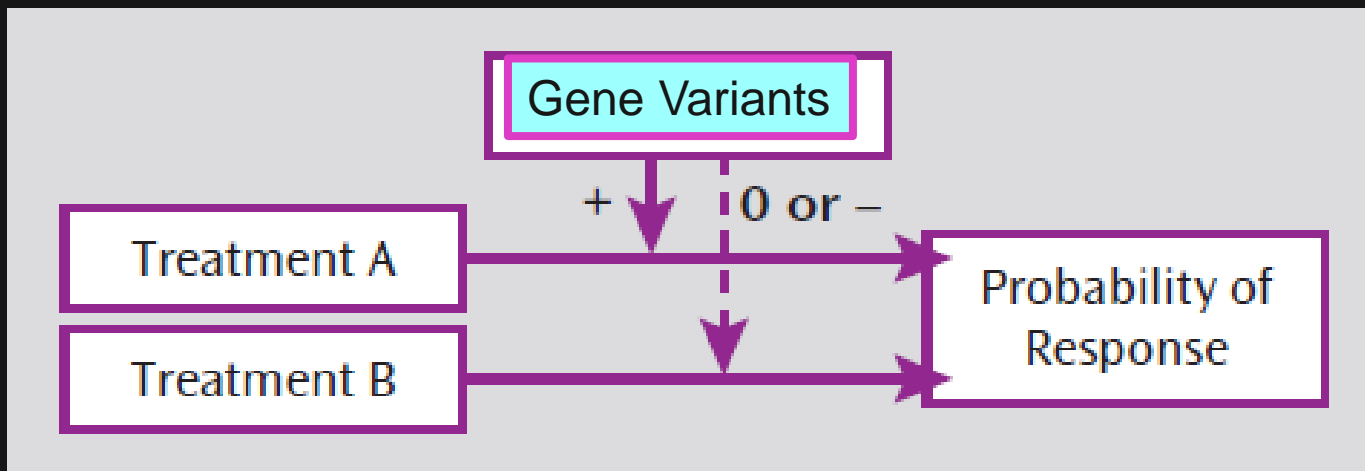 Gene Variants
+
0 or –
Treatment A
Probability of
Response
Treatment B